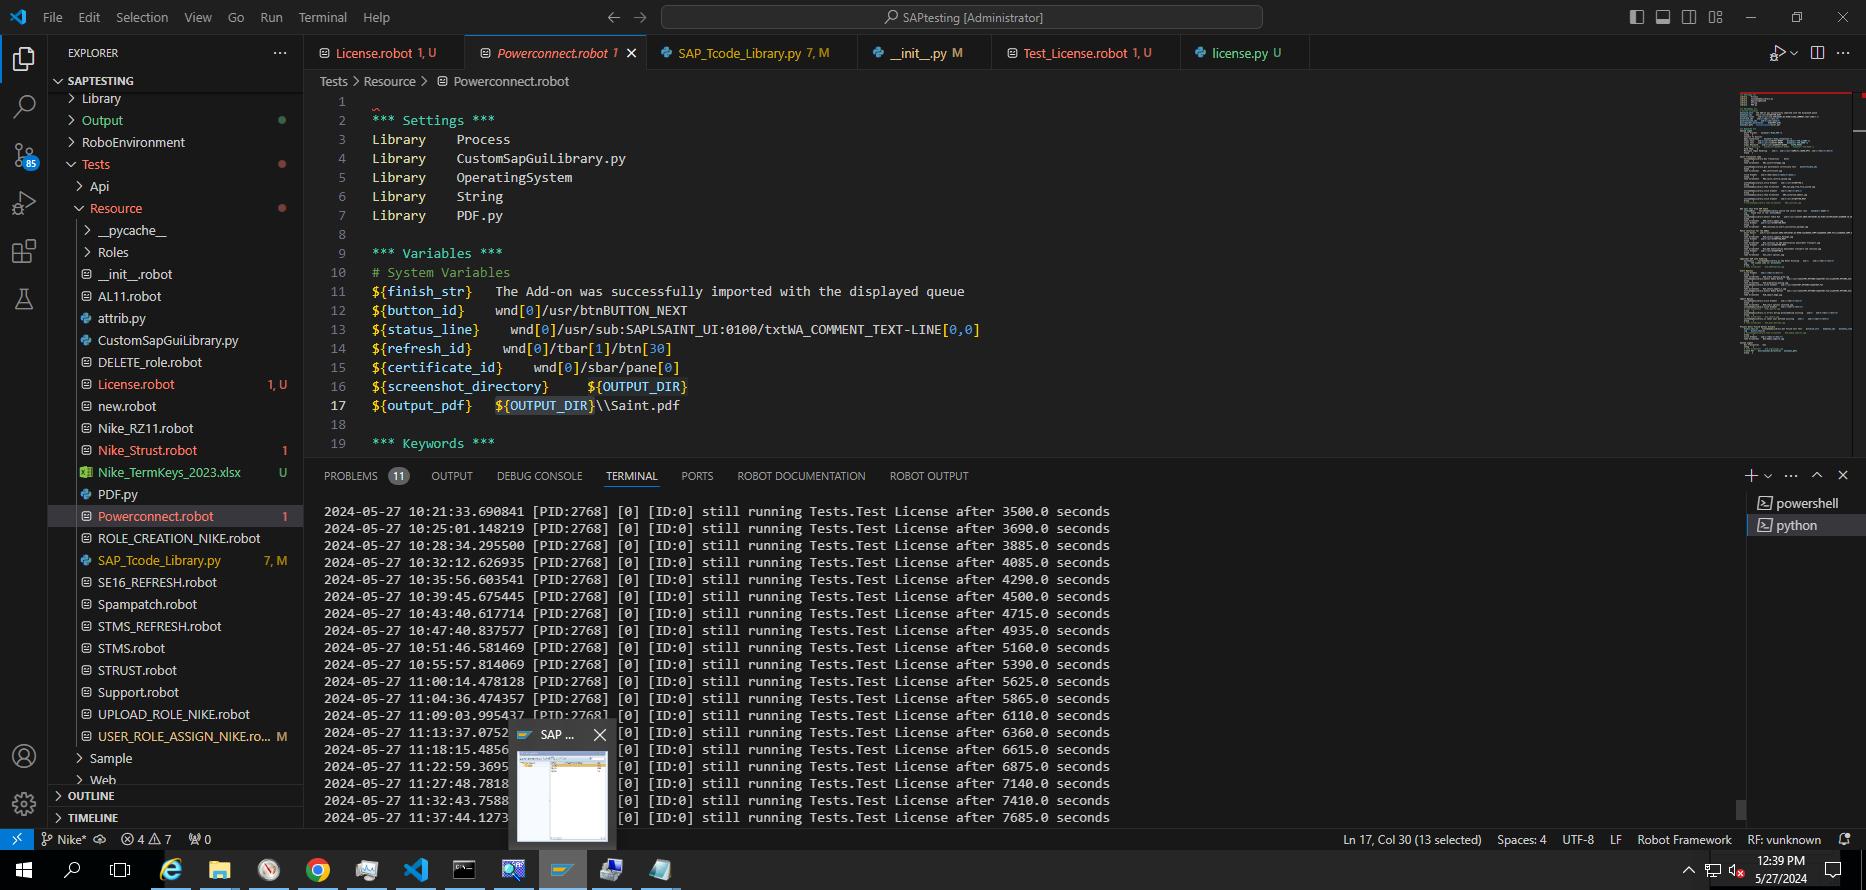 File Edit Selection View Go Run Terminal Help
SAPtesting [Administrator]
EXPLORER
SAPTESTING
Library
Output
RoboEnvironment
Tests
Api
Resource
__pycache__
Roles
__init__.robot
AL11.robot
attrib.py
CustomSapGuiLibrary.py
DELETE_role.robot
License.robot 1, U
new.robot
Nike_RZ11.robot
Nike_Strust.robot 1
Nike_TermKeys_2023.xlsx U
PDF.py
Powerconnect.robot 1
ROLE_CREATION_NIKE.robot
SAP_Tcode_Library.py 7, M
SE16_REFRESH.robot
Spampatch.robot
STMS_REFRESH.robot
STMS.robot
STRUST.robot
Support.robot
UPLOAD_ROLE_NIKE.robot
USER_ROLE_ASSIGN_NIKE.ro... M
Sample
Web
OUTLINE
TIMELINE
85
License.robot 1, U
Powerconnect.robot 1
SAP_Tcode_Library.py 7, M
__init__.py M
Test_License.robot 1, U
license.py U
Tests > Resource > Powerconnect.robot
1
2 *** Settings ***
3 Library    Process
4 Library    CustomSapGuiLibrary.py
5 Library    OperatingSystem
6 Library    String
7 Library    PDF.py
8
9 *** Variables ***
10 # System Variables
11 ${finish_str}   The Add-on was successfully imported with the displayed queue
12 ${button_id}    wnd[0]/usr/btnBUTTON_NEXT
13 ${status_line}    wnd[0]/usr/sub:SAPLSAINT_UI:0100/txtWA_COMMENT_TEXT-LINE[0,0]
14 ${refresh_id}    wnd[0]/tbar[1]/btn[30]
15 ${certificate_id}    wnd[0]/sbar/pane[0]
16 ${screenshot_directory}     ${OUTPUT_DIR}
17 ${output_pdf}   ${OUTPUT_DIR}\\Saint.pdf
18
19 *** Keywords ***
PROBLEMS 11 OUTPUT DEBUG CONSOLE TERMINAL PORTS ROBOT DOCUMENTATION ROBOT OUTPUT
powershell
python
2024-05-27 10:21:33.690841 [PID:2768] [0] [ID:0] still running Tests.Test License after 3500.0 seconds
2024-05-27 10:25:01.148219 [PID:2768] [0] [ID:0] still running Tests.Test License after 3690.0 seconds
2024-05-27 10:28:34.295500 [PID:2768] [0] [ID:0] still running Tests.Test License after 3885.0 seconds
2024-05-27 10:32:12.626935 [PID:2768] [0] [ID:0] still running Tests.Test License after 4085.0 seconds
2024-05-27 10:35:56.603541 [PID:2768] [0] [ID:0] still running Tests.Test License after 4290.0 seconds
2024-05-27 10:39:45.675445 [PID:2768] [0] [ID:0] still running Tests.Test License after 4500.0 seconds
2024-05-27 10:43:40.617714 [PID:2768] [0] [ID:0] still running Tests.Test License after 4715.0 seconds
2024-05-27 10:47:40.837577 [PID:2768] [0] [ID:0] still running Tests.Test License after 4935.0 seconds
2024-05-27 10:51:46.581469 [PID:2768] [0] [ID:0] still running Tests.Test License after 5160.0 seconds
2024-05-27 10:55:57.814069 [PID:2768] [0] [ID:0] still running Tests.Test License after 5390.0 seconds
2024-05-27 11:00:14.478128 [PID:2768] [0] [ID:0] still running Tests.Test License after 5625.0 seconds
2024-05-27 11:04:36.474357 [PID:2768] [0] [ID:0] still running Tests.Test License after 5865.0 seconds
2024-05-27 11:09:03.995437 [PID:2768] [0] [ID:0] still running Tests.Test License after 6110.0 seconds
2024-05-27 11:13:37.0752 [0] [ID:0] still running Tests.Test License after 6360.0 seconds
2024-05-27 11:18:15.4856 [0] [ID:0] still running Tests.Test License after 6615.0 seconds
2024-05-27 11:22:59.3695 [0] [ID:0] still running Tests.Test License after 6875.0 seconds
2024-05-27 11:27:48.7818 [0] [ID:0] still running Tests.Test License after 7140.0 seconds
2024-05-27 11:32:43.7588 [0] [ID:0] still running Tests.Test License after 7410.0 seconds
2024-05-27 11:37:44.1273 [0] [ID:0] still running Tests.Test License after 7685.0 seconds
SAP ...
Nike* 4 7 0
Ln 17, Col 30 (13 selected) Spaces: 4 UTF-8 LF Robot Framework RF: vunknown
12:39 PM
5/27/2024